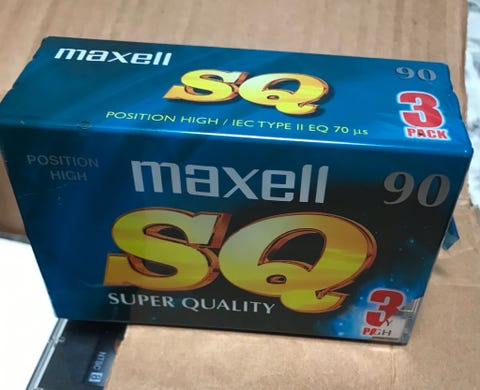 maxell
SQ
90
POSITION HIGH / IEC TYPE II EQ 70 µs
3
PACK
POSITION
HIGH
maxell
90
SQ
SUPER QUALITY
3
NTSC